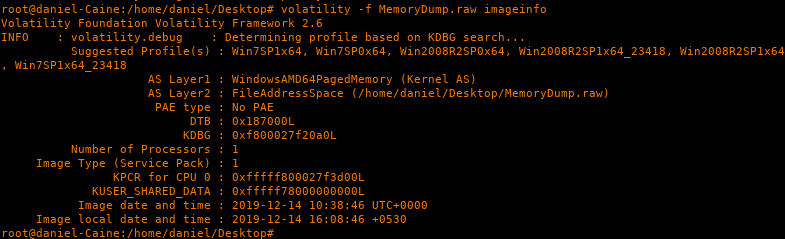 root@daniel-Caine:/home/daniel/Desktop# volatility -f MemoryDump.raw imageinfo
Volatility Foundation Volatility Framework 2.6
INFO    : volatility.debug    : Determining profile based on KDBG search...
          Suggested Profile(s) : Win7SP1x64, Win7SP0x64, Win2008R2SP0x64, Win2008R2SP1x64_23418, Win2008R2SP1x64
, Win7SP1x64_23418
                     AS Layer1 : WindowsAMD64PagedMemory (Kernel AS)
                     AS Layer2 : FileAddressSpace (/home/daniel/Desktop/MemoryDump.raw)
                      PAE type : No PAE
                           DTB : 0x187000L
                          KDBG : 0xf800027f20a0L
          Number of Processors : 1
     Image Type (Service Pack) : 1
                KPCR for CPU 0 : 0xfffff800027f3d00L
             KUSER_SHARED_DATA : 0xfffff78000000000L
           Image date and time : 2019-12-14 10:38:46 UTC+0000
     Image local date and time : 2019-12-14 16:08:46 +0530
root@daniel-Caine:/home/daniel/Desktop#